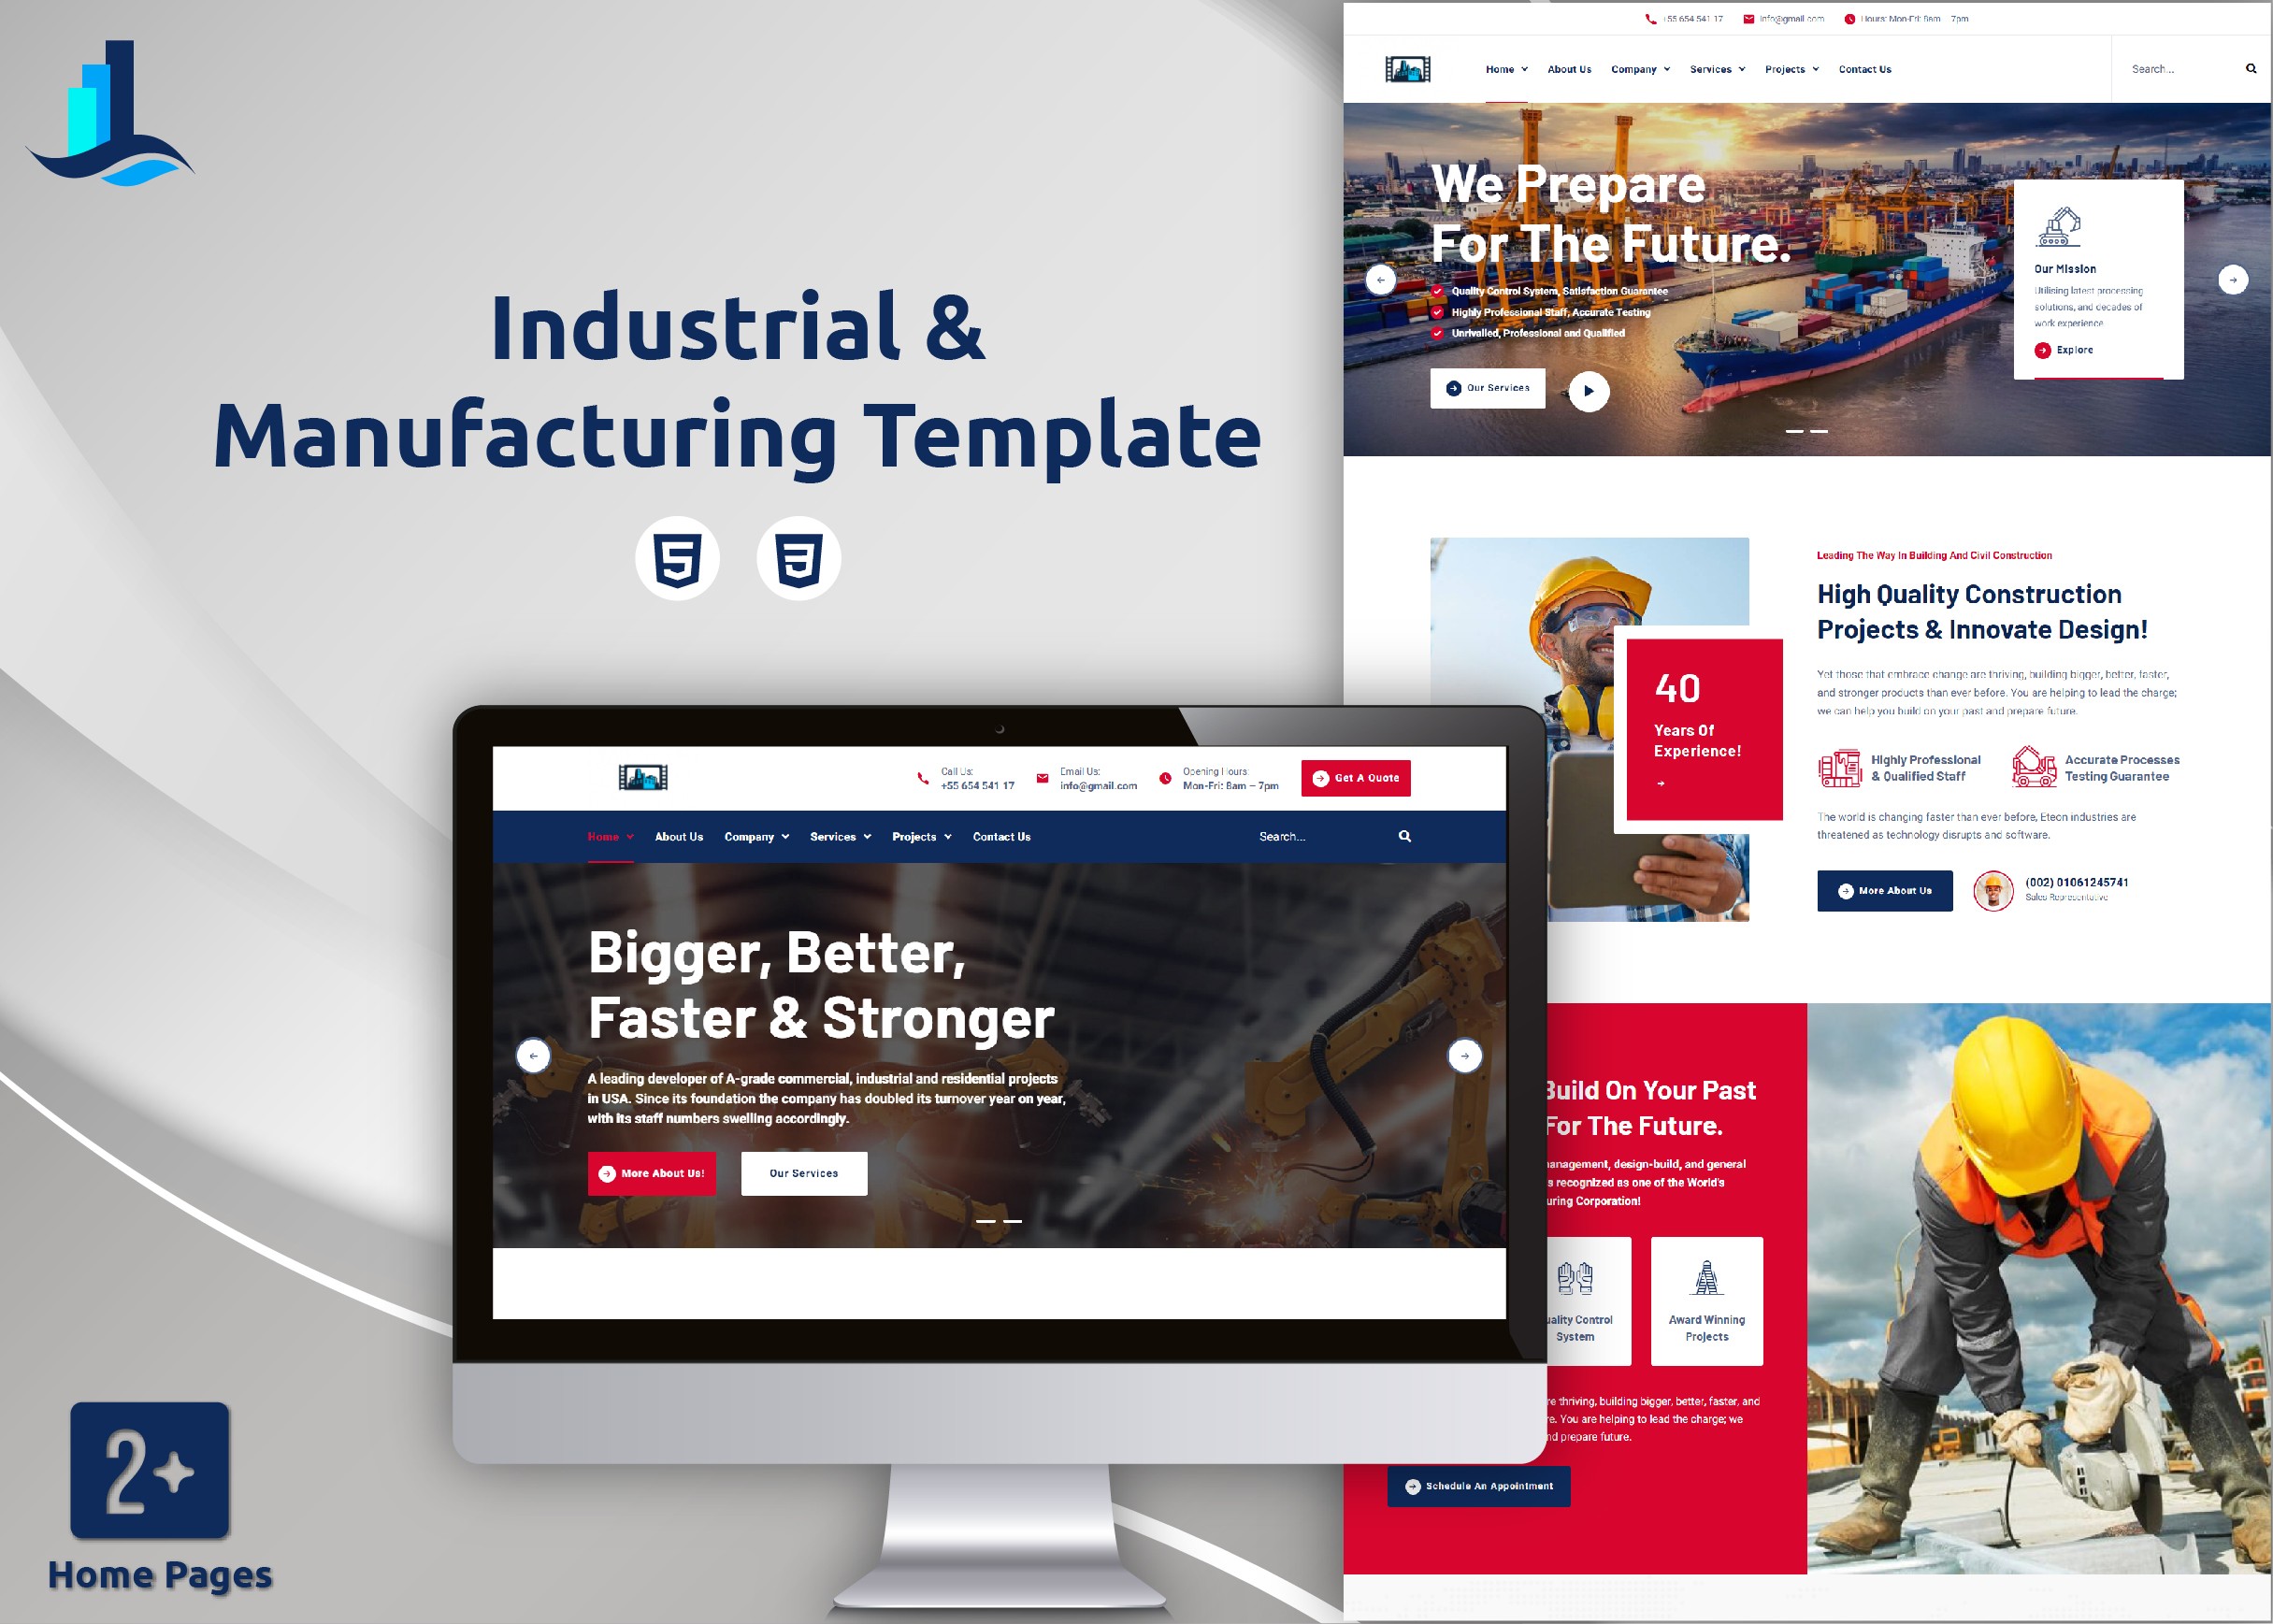 Industrial &
Manufacturing Template
2+
Home Pages
Call Us:
+55 654 541 17
Email Us:
info@gmail.com
Opening Hours:
Mon-Fri: 8am – 7pm
Get A Quote
Home
About Us
Company
Services
Projects
Contact Us
Search...
Bigger, Better,
Faster & Stronger
A leading developer of A-grade commercial, industrial and residential projects
in USA. Since its foundation the company has doubled its turnover year on year,
with its staff numbers swelling accordingly.
More About Us!
Our Services
+55 654 541 17
info@gmail.com
Hours: Mon-Fri: 8am – 7pm
Home
About Us
Company
Services
Projects
Contact Us
Search...
We Prepare
For The Future.
Quality Control System, Satisfaction Guarantee
Highly Professional Staff, Accurate Testing
Unrivalled, Professional and Qualified
Our Services
Our Mission
Utilising latest processing
solutions, and decades of
work experience
Explore
40
Years Of
Experience!
Leading The Way In Building And Civil Construction
High Quality Construction
Projects & Innovate Design!
Yet those that embrace change are thriving, building bigger, better, faster,
and stronger products than ever before. You are helping to lead the charge;
we can help you build on your past and prepare future.
Highly Professional
& Qualified Staff
Accurate Processes
Testing Guarantee
The world is changing faster than ever before, Eteon industries are
threatened as technology disrupts and software.
More About Us
(002) 01061245741
Sales Representative
Build On Your Past
For The Future.
anagement, design-build, and general
s recognized as one of the World's
uring Corporation!
uality Control
System
Award Winning
Projects
re thriving, building bigger, better, faster, and
re. You are helping to lead the charge; we
nd prepare future.
Schedule An Appointment